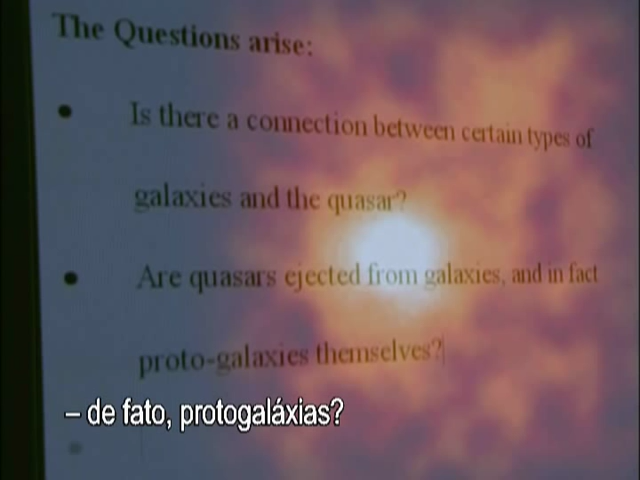 The Questions arise:
• Is there a connection between certain types of
galaxies and the quasar?
• Are quasars ejected from galaxies, and in fact
proto-galaxies themselves?
– de fato, protogaláxias?